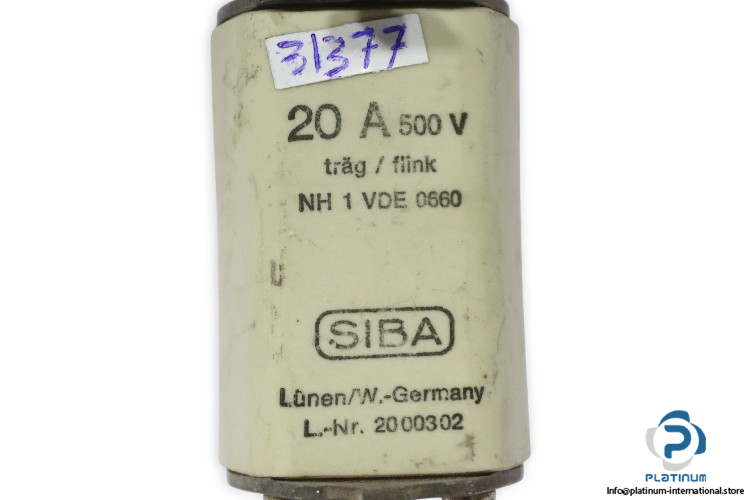 31377
20 A 500 V
träg / flink
NH 1 VDE 0660
SIBA
Lünen/W.-Germany
L.-Nr. 2000302
PLATINUM
Info@platinum-international.store